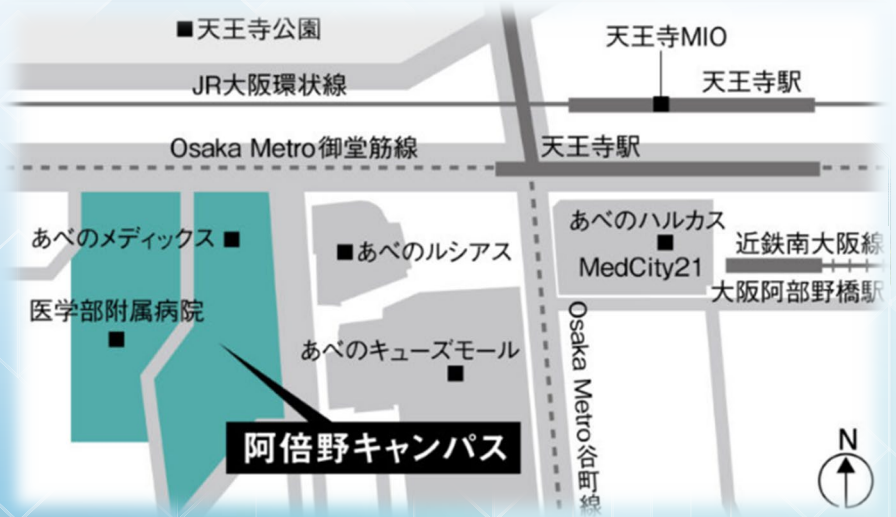 天王寺公園
天王寺MIO
JR大阪環状線
天王寺駅
Osaka Metro御堂筋線
天王寺駅
あべのメディックス
あべのルシアス
あべのハルカス
MedCity21
近鉄南大阪線
大阪阿部野橋駅
医学部附属病院
あべのキューズモール
Osaka Metro谷町線
阿倍野キャンパス
N